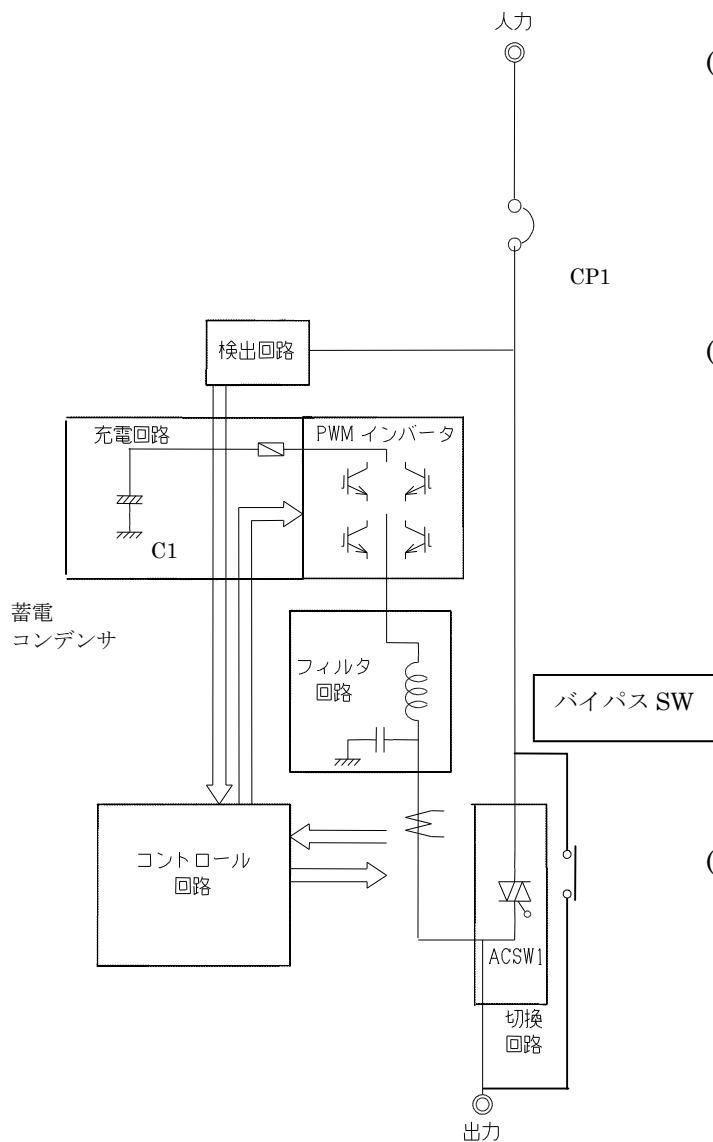 入力
(
CP1
検出回路
(
充電回路
PWM インバータ
C1
蓄電
コンデンサ
フィルタ
回路
バイパス SW
コントロール
回路
(
ACSW1
切換
回路
出力